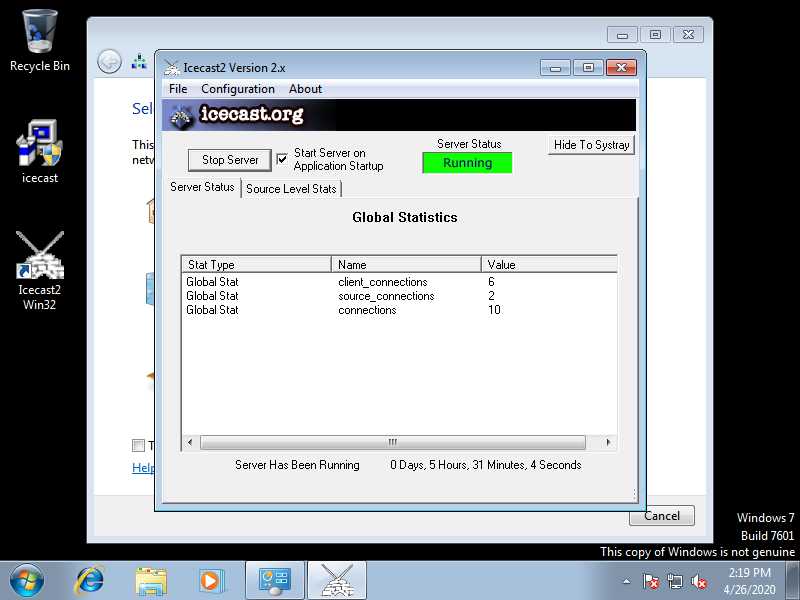 Recycle Bin
icecast
Icecast2
Win32
Sel
This
netw
T
Help
Cancel
Icecast2 Version 2.x
File Configuration About
icecast.org
Stop Server
Start Server on
Application Startup
Server Status
Running
Hide To Systray
Server Status Source Level Stats
Global Statistics
Stat Type Name Value
Global Stat client_connections 6
Global Stat source_connections 2
Global Stat connections 10
Server Has Been Running 0 Days, 5 Hours, 31 Minutes, 4 Seconds
Windows 7
Build 7601
This copy of Windows is not genuine
2:19 PM
4/26/2020